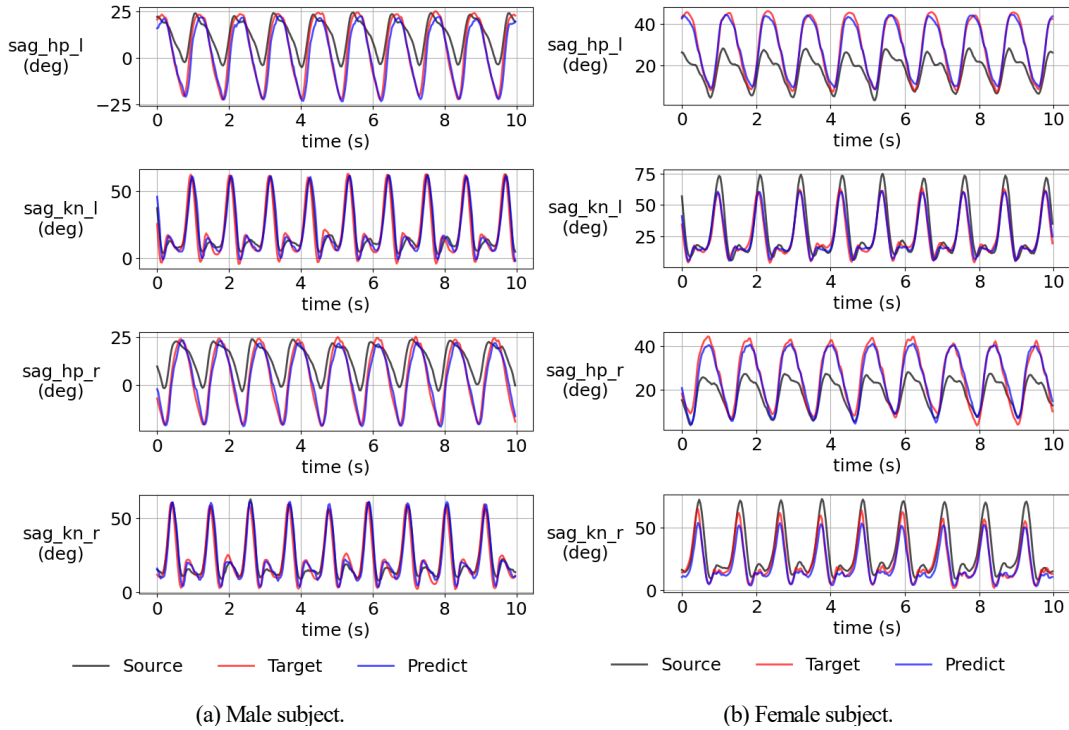 sag_hp_l
(deg)
25
0
−25
0 2 4 6 8 10
time (s)
sag_kn_l
(deg)
50
0
0 2 4 6 8 10
time (s)
sag_hp_r
(deg)
25
0
0 2 4 6 8 10
time (s)
sag_kn_r
(deg)
50
0
0 2 4 6 8 10
time (s)
Source Target Predict
(a) Male subject.
sag_hp_l
(deg)
40
20
0 2 4 6 8 10
time (s)
sag_kn_l
(deg)
75
50
25
0 2 4 6 8 10
time (s)
sag_hp_r
(deg)
40
20
0 2 4 6 8 10
time (s)
sag_kn_r
(deg)
50
0
0 2 4 6 8 10
time (s)
Source Target Predict
(b) Female subject.